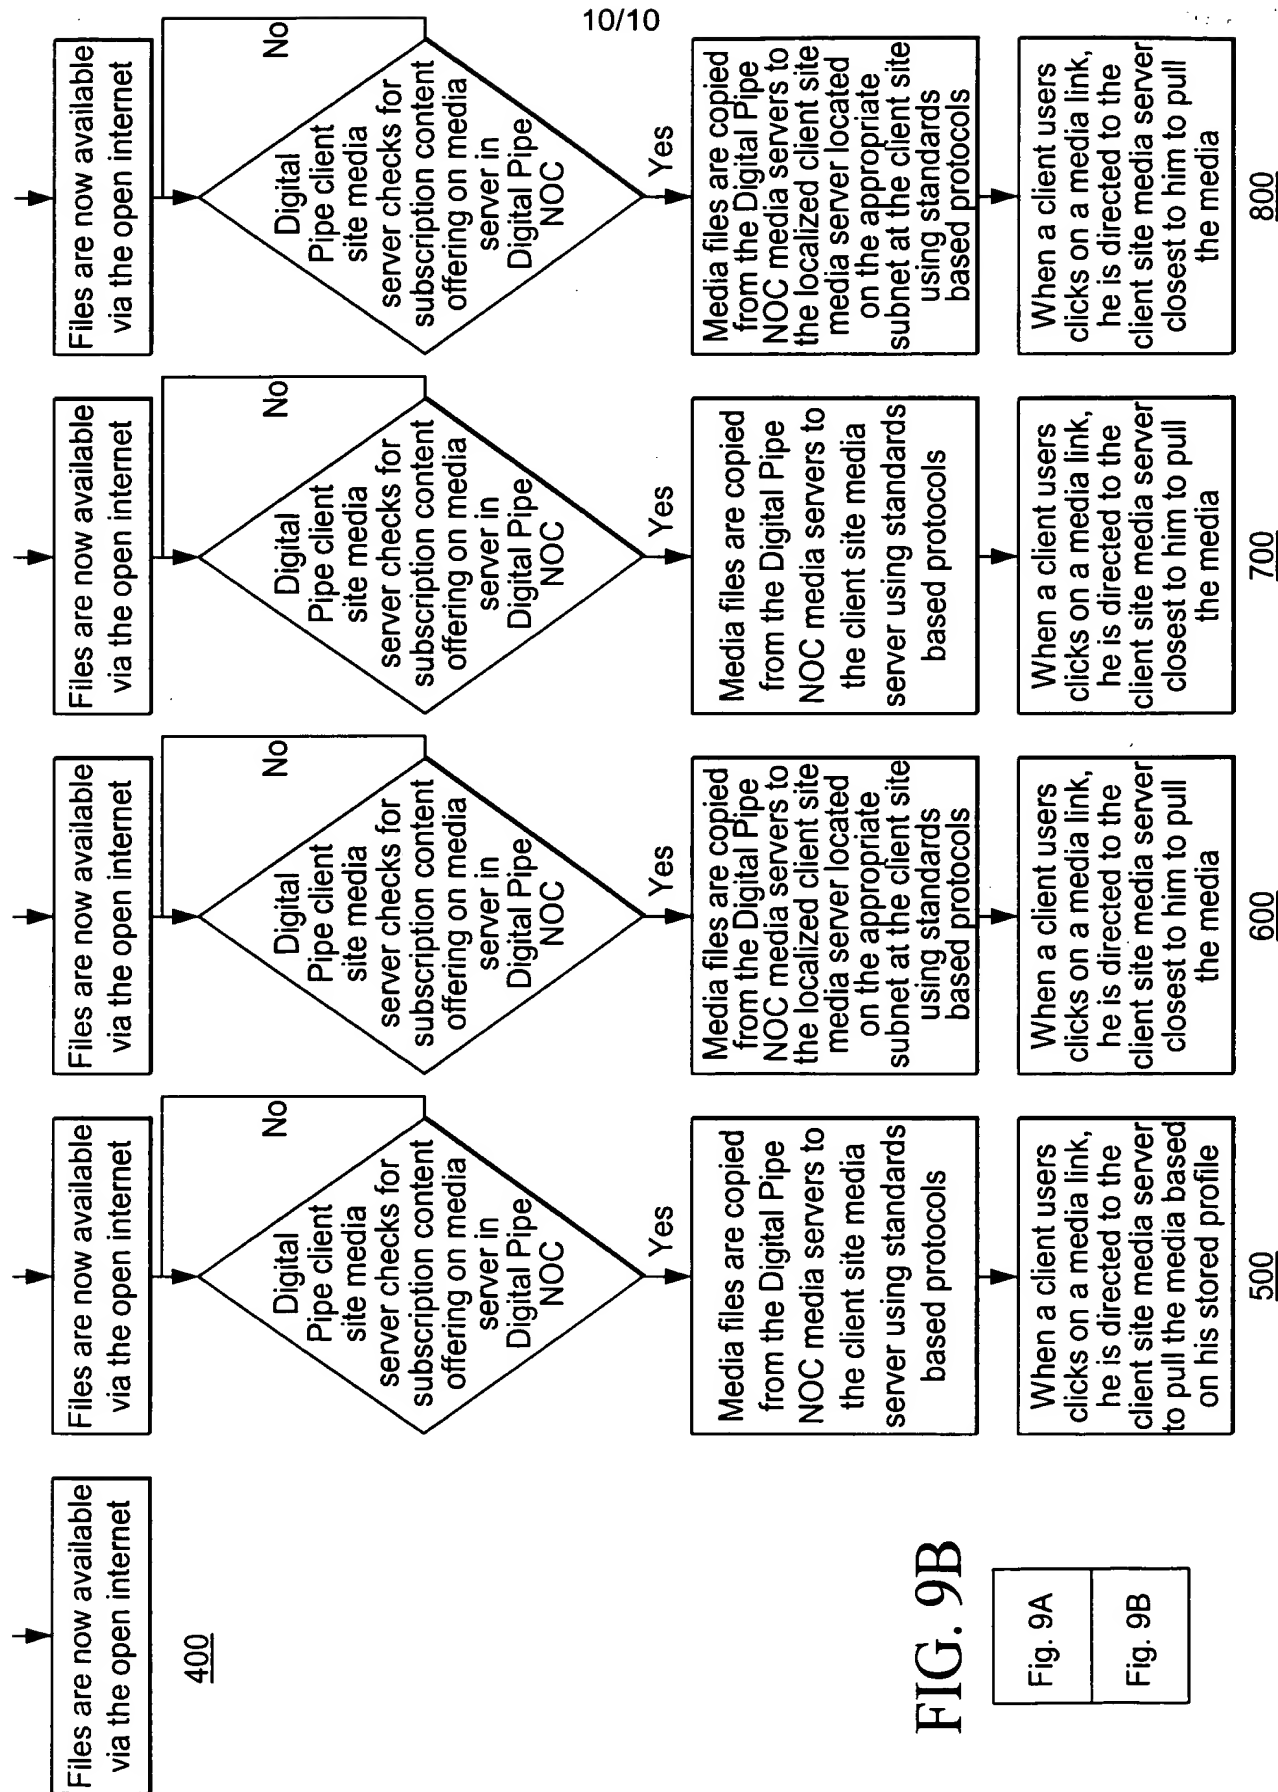 10/10
Files are now available
via the open internet
400
Files are now available
via the open internet
No
Digital
Pipe client
site media
server checks for
subscription content
offering on media
server in
Digital Pipe
NOC
Yes
Media files are copied
from the Digital Pipe
NOC media servers to
the client site media
server using standards
based protocols
When a client users
clicks on a media link,
he is directed to the
client site media server
to pull the media based
on his stored profile
500
Files are now available
via the open internet
No
Digital
Pipe client
site media
server checks for
subscription content
offering on media
server in
Digital Pipe
NOC
Yes
Media files are copied
from the Digital Pipe
NOC media servers to
the localized client site
media server located
on the appropriate
subnet at the client site
using standards
based protocols
When a client users
clicks on a media link,
he is directed to the
client site media server
closest to him to pull
the media
600
Files are now available
via the open internet
No
Digital
Pipe client
site media
server checks for
subscription content
offering on media
server in
Digital Pipe
NOC
Yes
Media files are copied
from the Digital Pipe
NOC media servers to
the client site media
server using standards
based protocols
When a client users
clicks on a media link,
he is directed to the
client site media server
closest to him to pull
the media
700
Files are now available
via the open internet
No
Digital
Pipe client
site media
server checks for
subscription content
offering on media
server in
Digital Pipe
NOC
Yes
Media files are copied
from the Digital Pipe
NOC media servers to
the localized client site
media server located
on the appropriate
subnet at the client site
using standards
based protocols
When a client users
clicks on a media link,
he is directed to the
client site media server
closest to him to pull
the media
800
FIG. 9B
Fig. 9A
Fig. 9B